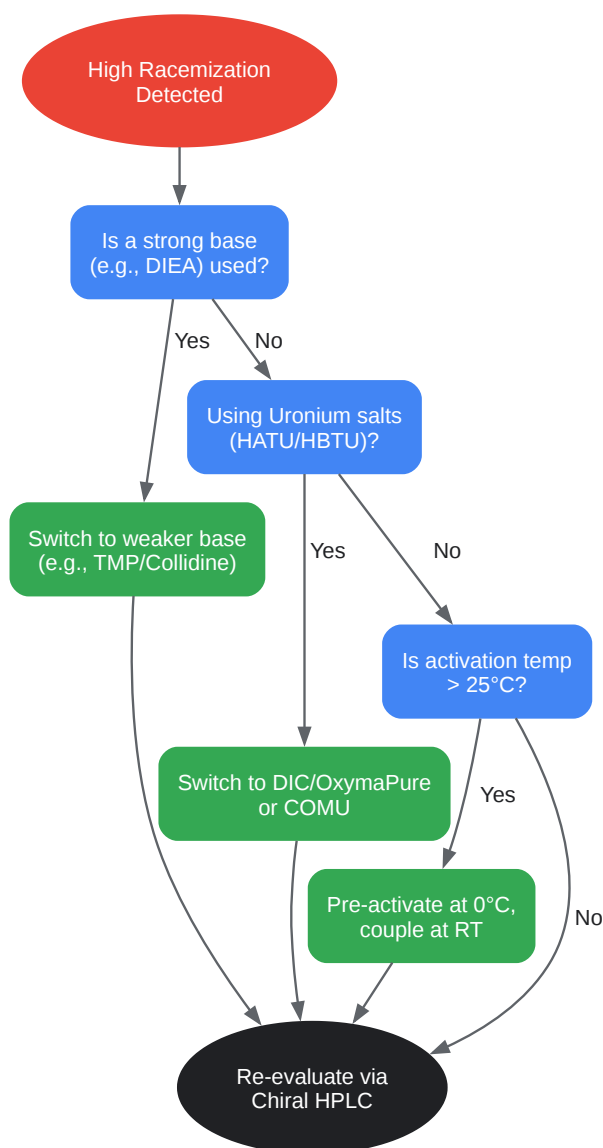 High Racemization
Detected
Is a strong base
(e.g., DIEA) used?
Yes
No
Using Uronium salts
(HATU/HBTU)?
Switch to weaker base
(e.g., TMP/Collidine)
Yes
No
Is activation temp
> 25°C?
Switch to DIC/OxymaPure
or COMU
Yes
Pre-activate at 0°C,
couple at RT
No
Re-evaluate via
Chiral HPLC